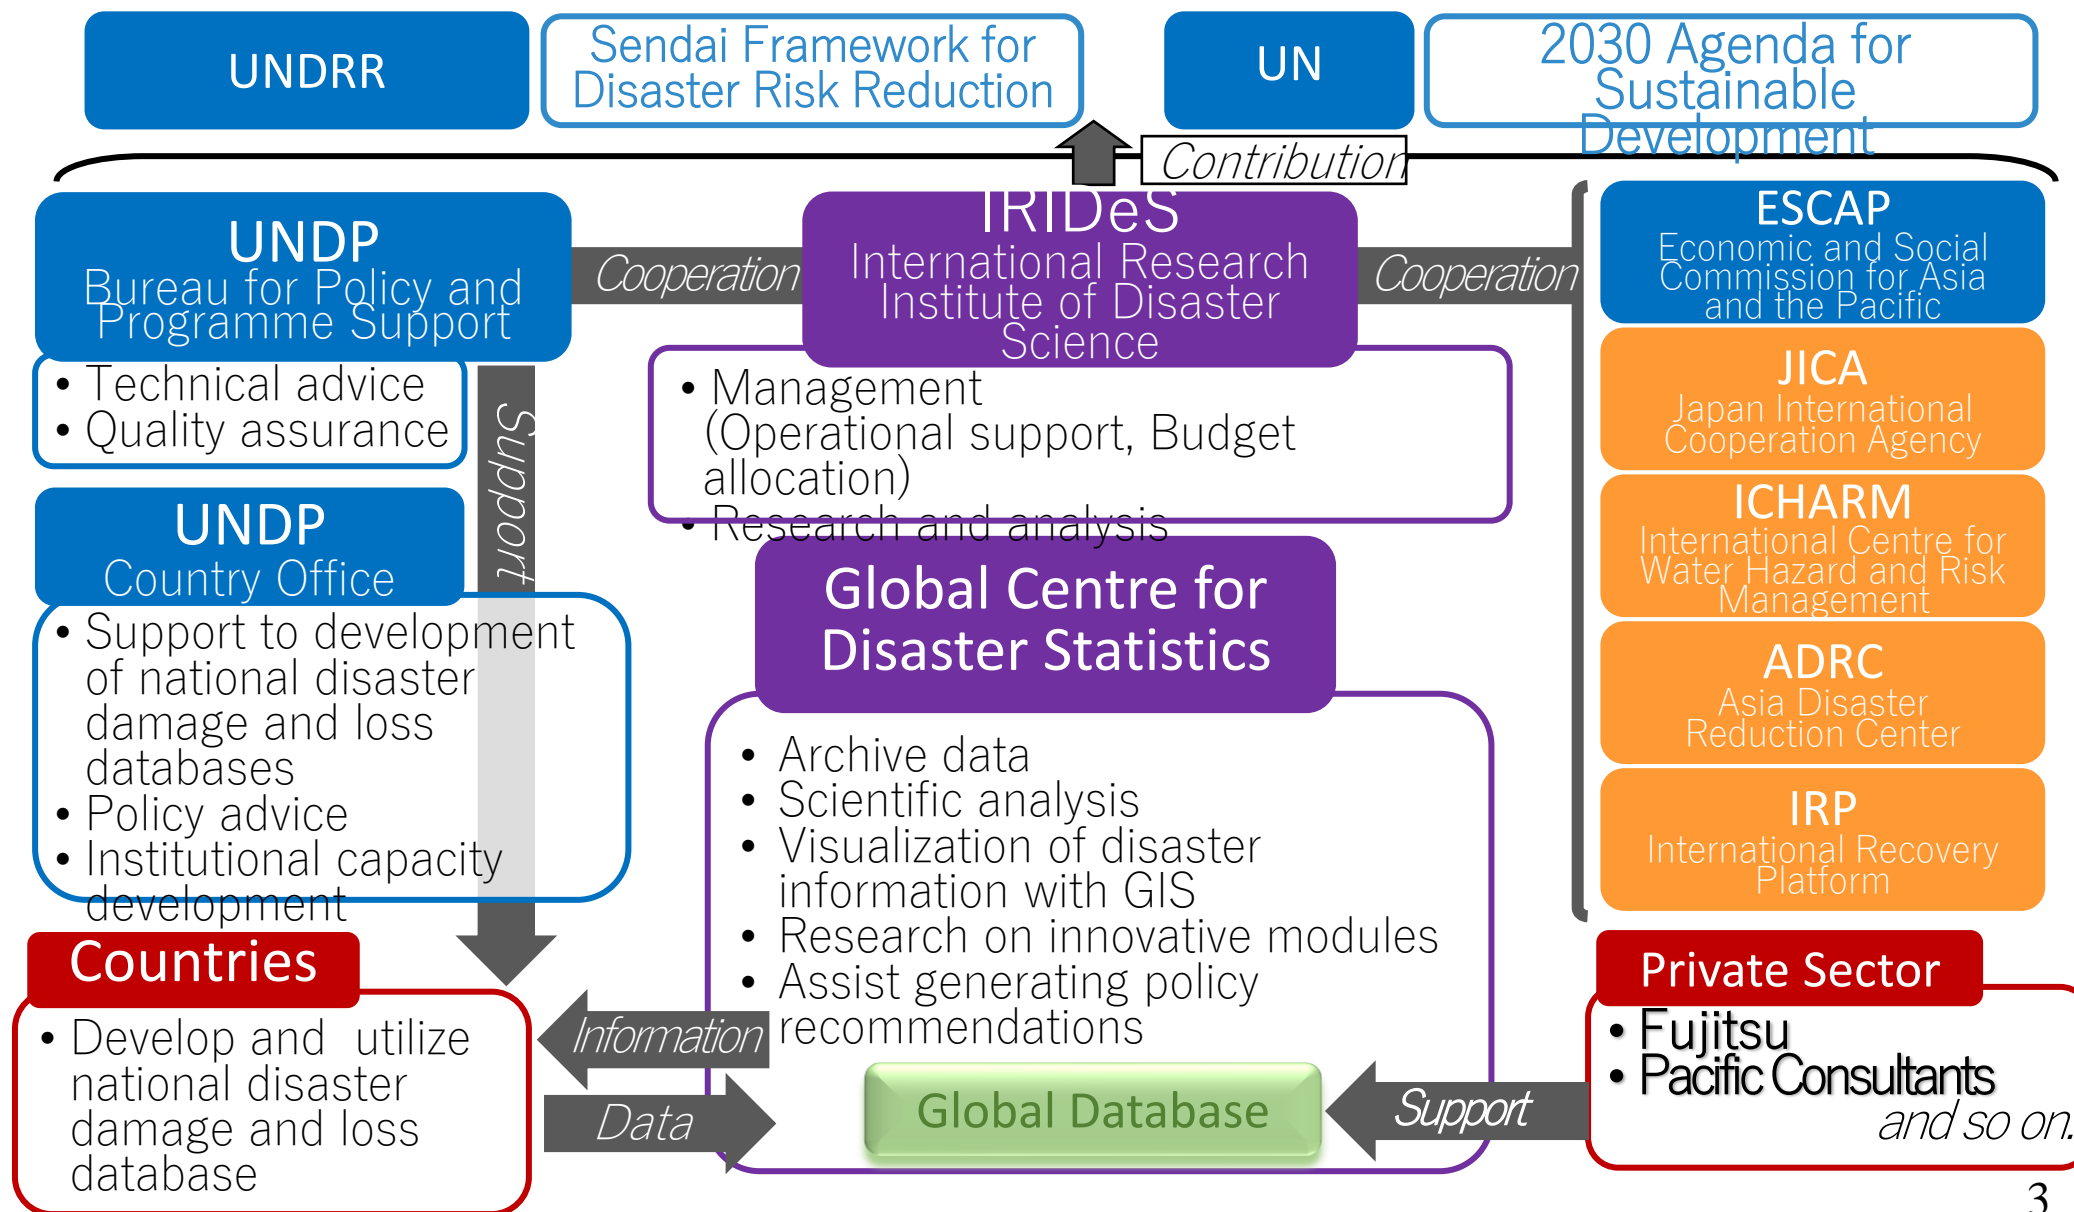 UNDRR
Sendai Framework for
Disaster Risk Reduction
UN
2030 Agenda for
Sustainable
Development
Contribution
UNDP
Bureau for Policy and
Programme Support
• Technical advice
• Quality assurance
Cooperation
IRIDeS
International Research
Institute of Disaster
Science
• Management
(Operational support, Budget
allocation)
• Research and analysis
Cooperation
ESCAP
Economic and Social
Commission for Asia
and the Pacific
JICA
Japan International
Cooperation Agency
ICHARM
International Centre for
Water Hazard and Risk
Management
ADRC
Asia Disaster
Reduction Center
IRP
International Recovery
Platform
Support
UNDP
Country Office
• Support to development
of national disaster
damage and loss
databases
• Policy advice
• Institutional capacity
development
Global Centre for
Disaster Statistics
• Archive data
• Scientific analysis
• Visualization of disaster
information with GIS
• Research on innovative modules
• Assist generating policy
recommendations
Global Database
Countries
• Develop and  utilize
national disaster
damage and loss
database
Information
Data
Support
Private Sector
• Fujitsu
• Pacific Consultants
and so on.
3